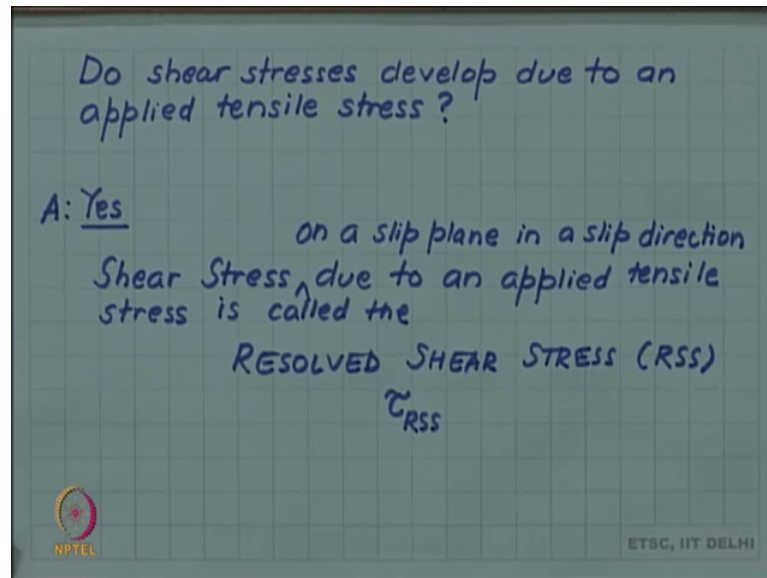 Do shear stresses develop due to an
applied tensile stress?
A: Yes
on a slip plane in a slip direction
Shear Stress ^ due to an applied tensile
stress is called the
RESOLVED SHEAR STRESS (RSS)
τRSS
NPTEL
ETSC, IIT DELHI